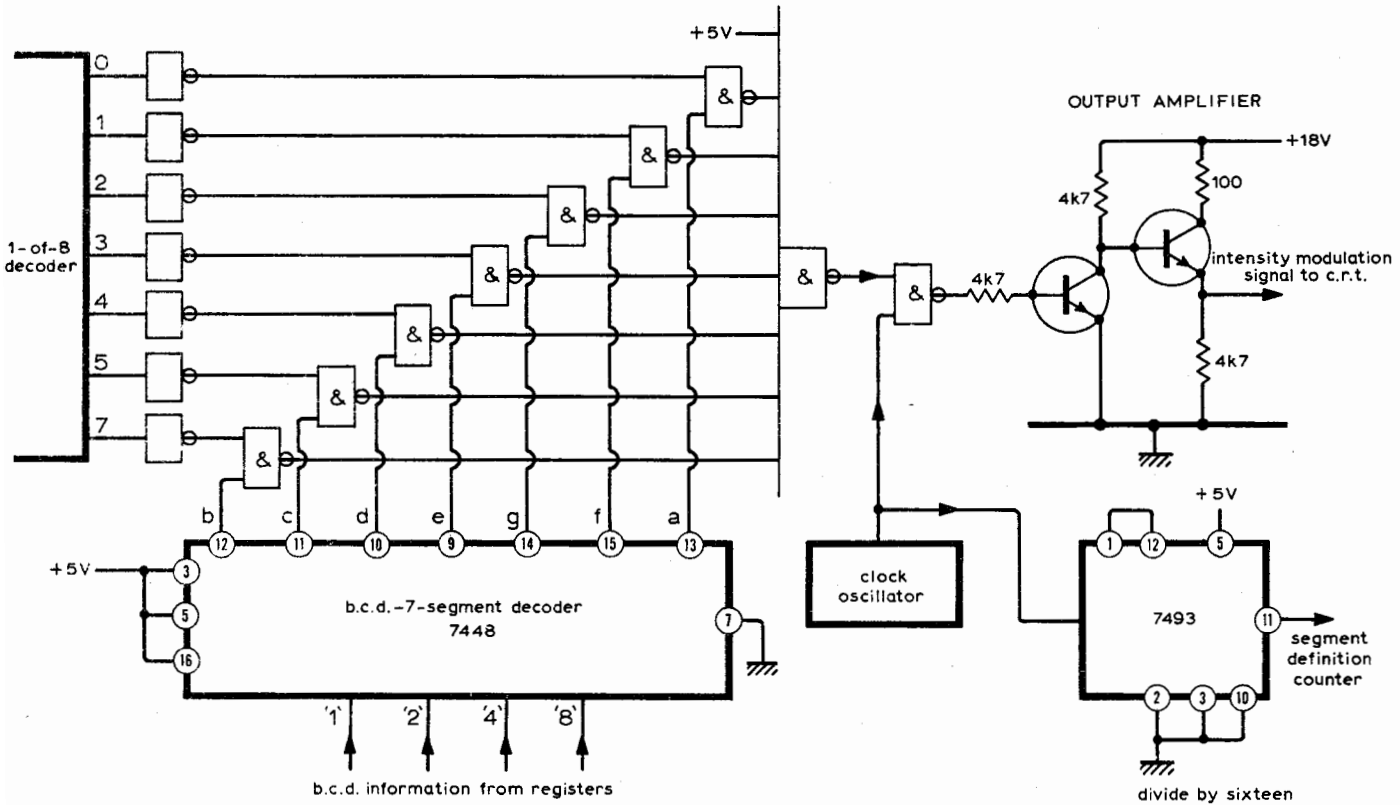 +5V
0
1
2
3
4
5
7
1-of-8
decoder
&
&
&
&
&
&
&
&
&
OUTPUT AMPLIFIER
+18V
4k7
100
intensity modulation
signal to c.r.t.
4k7
4k7
b
c
d
e
g
f
a
12
11
10
9
14
15
13
+5V
3
5
16
7
b.c.d.-7-segment decoder
7448
'1'
'2'
'4'
'8'
b.c.d. information from registers
clock
oscillator
+5V
1
12
5
7493
11
segment
definition
counter
2
3
10
divide by sixteen